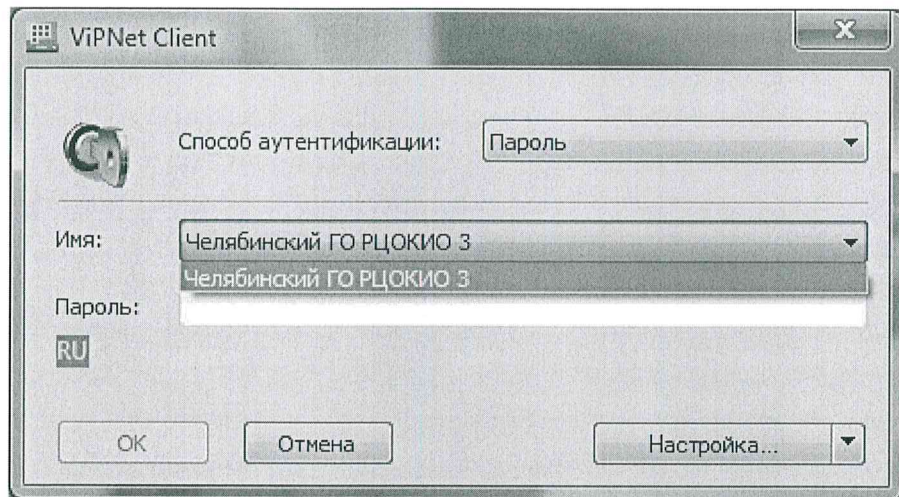 ViPNet Client
Способ аутентификации: Пароль
Имя: Челябинский ГО РЦОКИО 3
Челябинский ГО РЦОКИО 3
Пароль:
RU
OK Отмена Настройка...